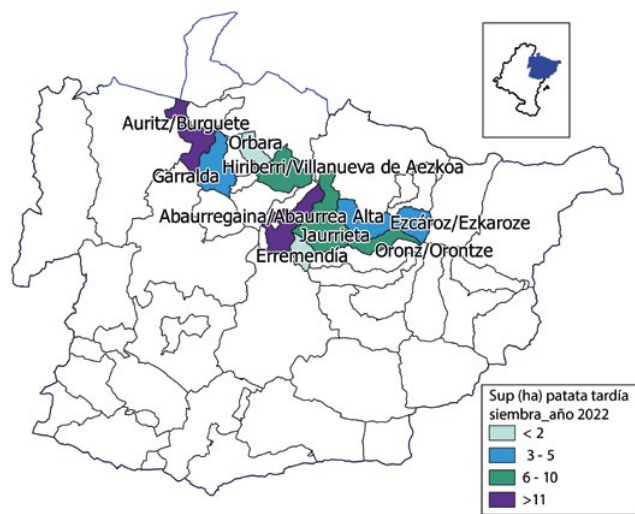 Auritz/Burguete
Orbara
Hiriberri/Villanueva de Aezkoa
Garralda
Abaurregaina/Abaurrea Alta
Ezcároz/Ezkaroze
Jaurrieta
Erremendia
Oronz/Orontze
Sup (ha) patata tardía
siembra_año 2022
< 2
3 - 5
6 - 10
>11